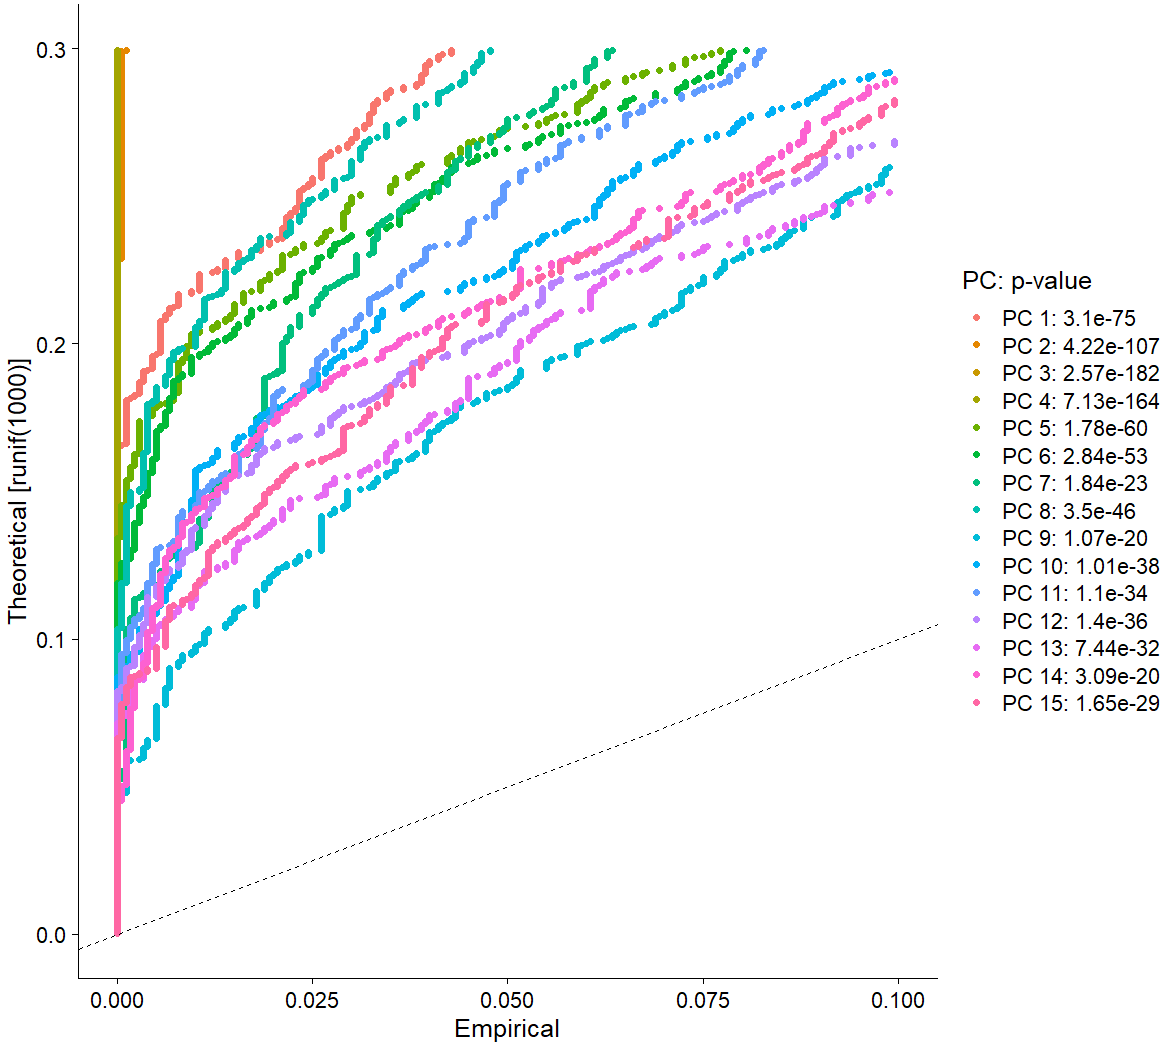 0.3
0.2
0.1
0.0
Theoretical [runif(1000)]
0.000
0.025
0.050
0.075
0.100
Empirical
PC: p-value
PC 1: 3.1e-75
PC 2: 4.22e-107
PC 3: 2.57e-182
PC 4: 7.13e-164
PC 5: 1.78e-60
PC 6: 2.84e-53
PC 7: 1.84e-23
PC 8: 3.5e-46
PC 9: 1.07e-20
PC 10: 1.01e-38
PC 11: 1.1e-34
PC 12: 1.4e-36
PC 13: 7.44e-32
PC 14: 3.09e-20
PC 15: 1.65e-29